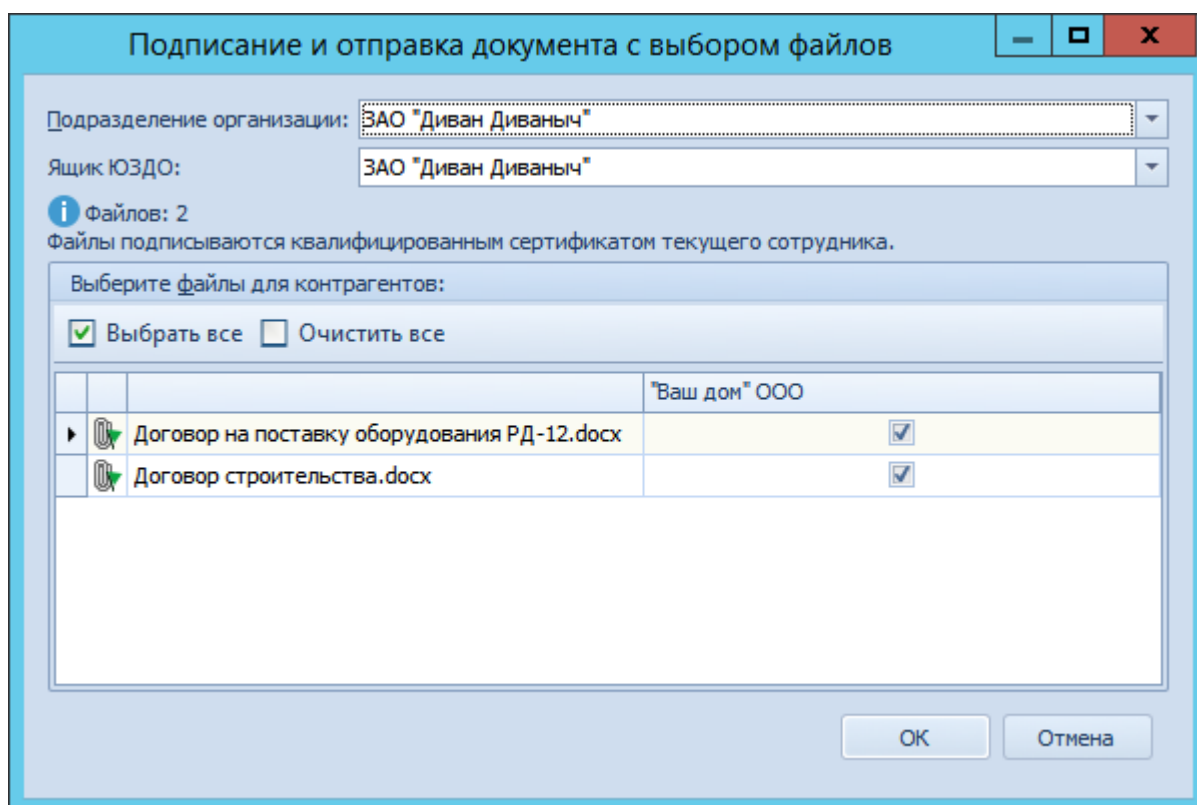 Подписание и отправка документа с выбором файлов
Подразделение организации: ЗАО "Диван Диваныч"
Ящик ЮЗДО: ЗАО "Диван Диваныч"
Файлов: 2
Файлы подписываются квалифицированным сертификатом текущего сотрудника.
Выберите файлы для контрагентов:
Выбрать все Очистить все
"Ваш дом" ООО
Договор на поставку оборудования РД-12.docx
Договор строительства.docx
ОК Отмена